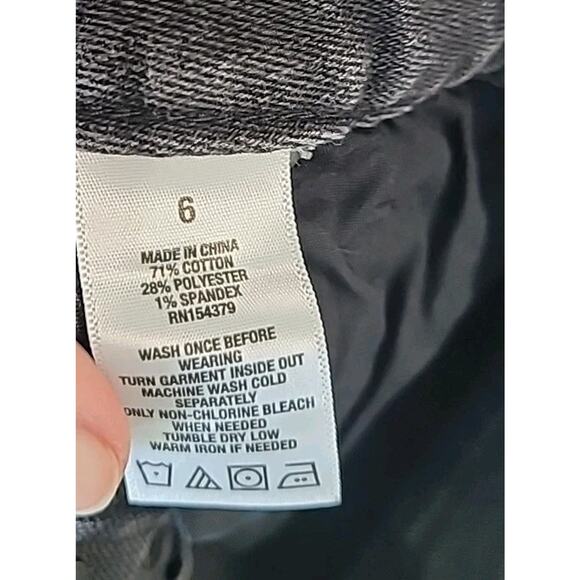 6
MADE IN CHINA
71% COTTON
28% POLYESTER
1% SPANDEX
RN154379
WASH ONCE BEFORE
WEARING
TURN GARMENT INSIDE OUT
MACHINE WASH COLD
SEPARATELY
ONLY NON-CHLORINE BLEACH
WHEN NEEDED
TUMBLE DRY LOW
WARM IRON IF NEEDED